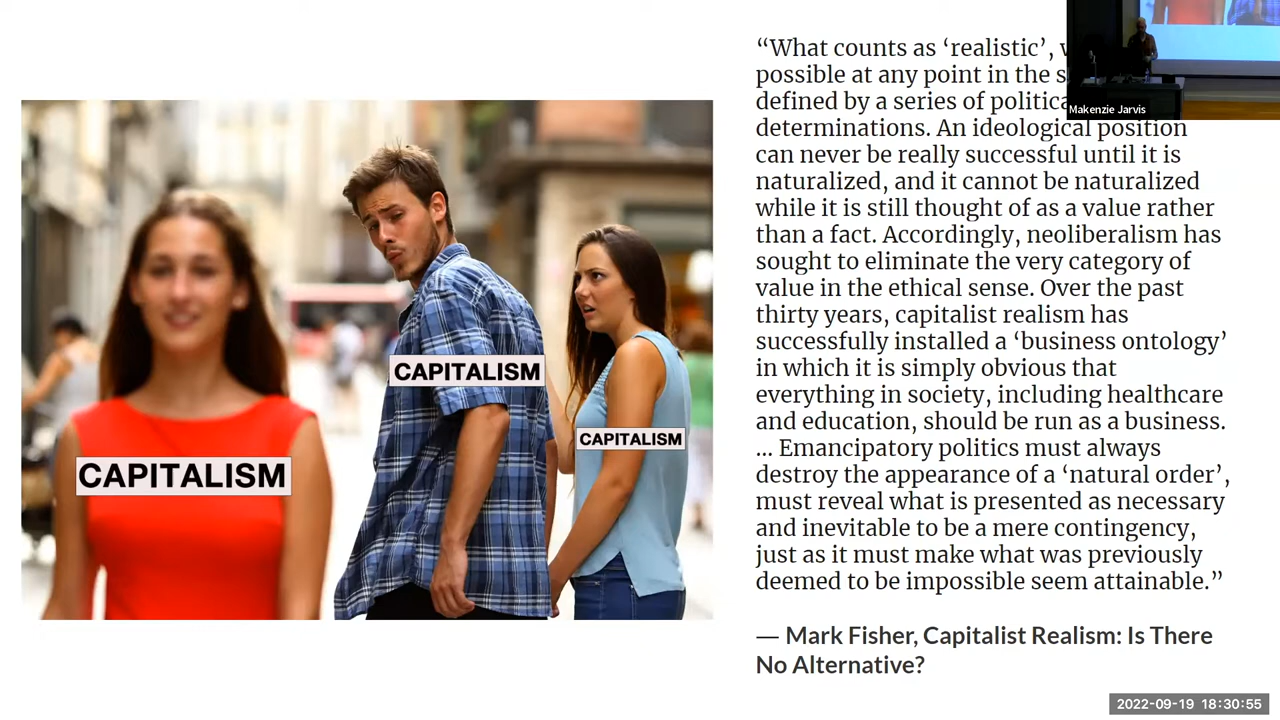 CAPITALISM
CAPITALISM
CAPITALISM
“What counts as ‘realistic’,
possible at any point in the
defined by a series of
determinations. An ideological position
can never be really successful until it is
naturalized, and it cannot be naturalized
while it is still thought of as a value rather
than a fact. Accordingly, neoliberalism has
sought to eliminate the very category of
value in the ethical sense. Over the past
thirty years, capitalist realism has
successfully installed a ‘business ontology’
in which it is simply obvious that
everything in society, including healthcare
and education, should be run as a business.
... Emancipatory politics must always
destroy the appearance of a ‘natural order’,
must reveal what is presented as necessary
and inevitable to be a mere contingency,
just as it must make what was previously
deemed to be impossible seem attainable.”
— Mark Fisher, Capitalist Realism: Is There
No Alternative?
Makenzie Jarvis
2022-09-19 18:30:55